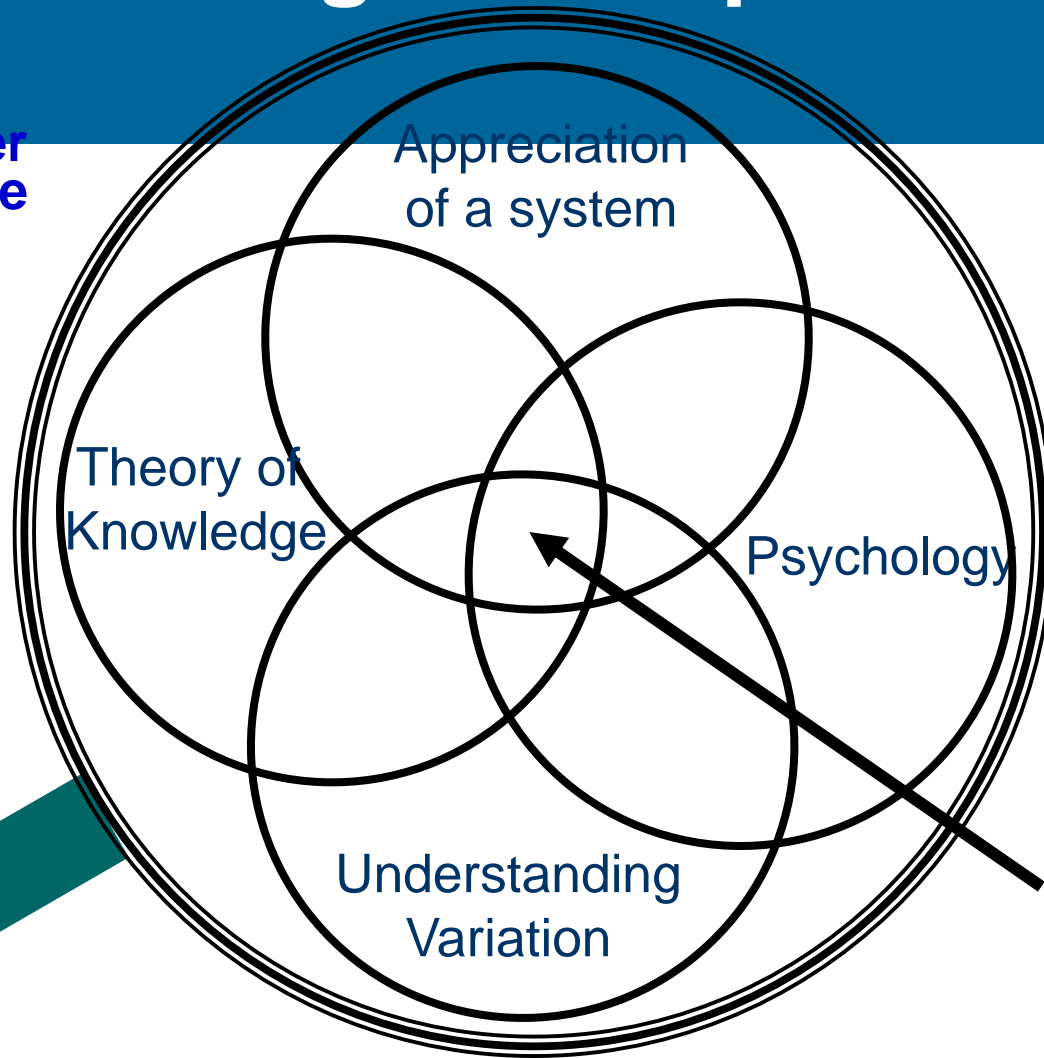 Appreciation
of a system
Theory of
Knowledge
Psychology
Understanding
Variation